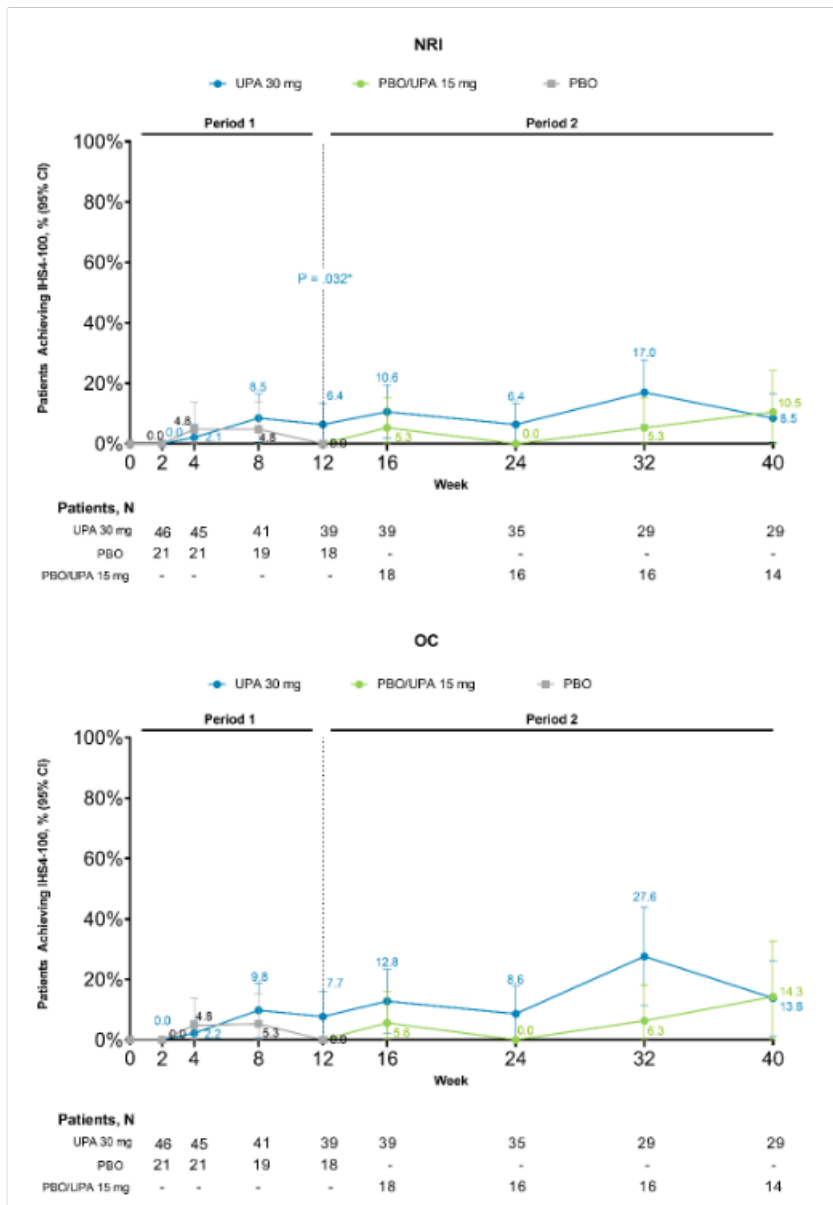 NRI
UPA 30 mg PBO/UPA 15 mg PBO
Period 1 Period 2
Patients Achieving IHS4-100, % (95% CI)
100%
80%
60%
40%
20%
0%
P = .032*
0.0 0.0 4.8 2.1 8.5 4.8 6.4 0.0 10.6 5.3 6.4 0.0 17.0 5.3 10.5 8.5
0 2 4 8 12 16 24 32 40
Week
Patients, N
UPA 30 mg 46 45 41 39 39 35 29 29
PBO 21 21 19 18 - - - -
PBO/UPA 15 mg - - - - 18 16 16 14
OC
UPA 30 mg PBO/UPA 15 mg PBO
Period 1 Period 2
Patients Achieving IHS4-100, % (95% CI)
100%
80%
60%
40%
20%
0%
0.0 0.0 4.8 2.2 9.8 5.3 7.7 0.0 12.8 5.6 8.6 0.0 27.6 6.3 14.3 13.8
0 2 4 8 12 16 24 32 40
Week
Patients, N
UPA 30 mg 46 45 41 39 39 35 29 29
PBO 21 21 19 18 - - - -
PBO/UPA 15 mg - - - - 18 16 16 14